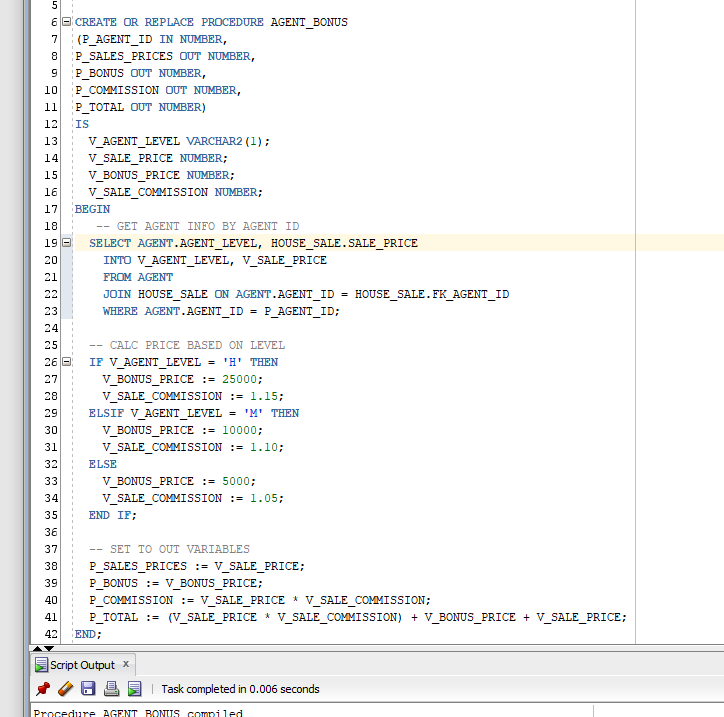 5
6 CREATE OR REPLACE PROCEDURE AGENT_BONUS
7 (P_AGENT_ID IN NUMBER,
8 P_SALES_PRICES OUT NUMBER,
9 P_BONUS OUT NUMBER,
10 P_COMMISSION OUT NUMBER,
11 P_TOTAL OUT NUMBER)
12 IS
13 V_AGENT_LEVEL VARCHAR2(1);
14 V_SALE_PRICE NUMBER;
15 V_BONUS_PRICE NUMBER;
16 V_SALE_COMMISSION NUMBER;
17 BEGIN
18 -- GET AGENT INFO BY AGENT ID
19 SELECT AGENT.AGENT_LEVEL, HOUSE_SALE.SALE_PRICE
20 INTO V_AGENT_LEVEL, V_SALE_PRICE
21 FROM AGENT
22 JOIN HOUSE_SALE ON AGENT.AGENT_ID = HOUSE_SALE.FK_AGENT_ID
23 WHERE AGENT.AGENT_ID = P_AGENT_ID;
24
25 -- CALC PRICE BASED ON LEVEL
26 IF V_AGENT_LEVEL = 'H' THEN
27 V_BONUS_PRICE := 25000;
28 V_SALE_COMMISSION := 1.15;
29 ELSIF V_AGENT_LEVEL = 'M' THEN
30 V_BONUS_PRICE := 10000;
31 V_SALE_COMMISSION := 1.10;
32 ELSE
33 V_BONUS_PRICE := 5000;
34 V_SALE_COMMISSION := 1.05;
35 END IF;
36
37 -- SET TO OUT VARIABLES
38 P_SALES_PRICES := V_SALE_PRICE;
39 P_BONUS := V_BONUS_PRICE;
40 P_COMMISSION := V_SALE_PRICE * V_SALE_COMMISSION;
41 P_TOTAL := (V_SALE_PRICE * V_SALE_COMMISSION) + V_BONUS_PRICE + V_SALE_PRICE;
42 END;
Script Output x
Task completed in 0.006 seconds
Procedure AGENT_BONUS compiled